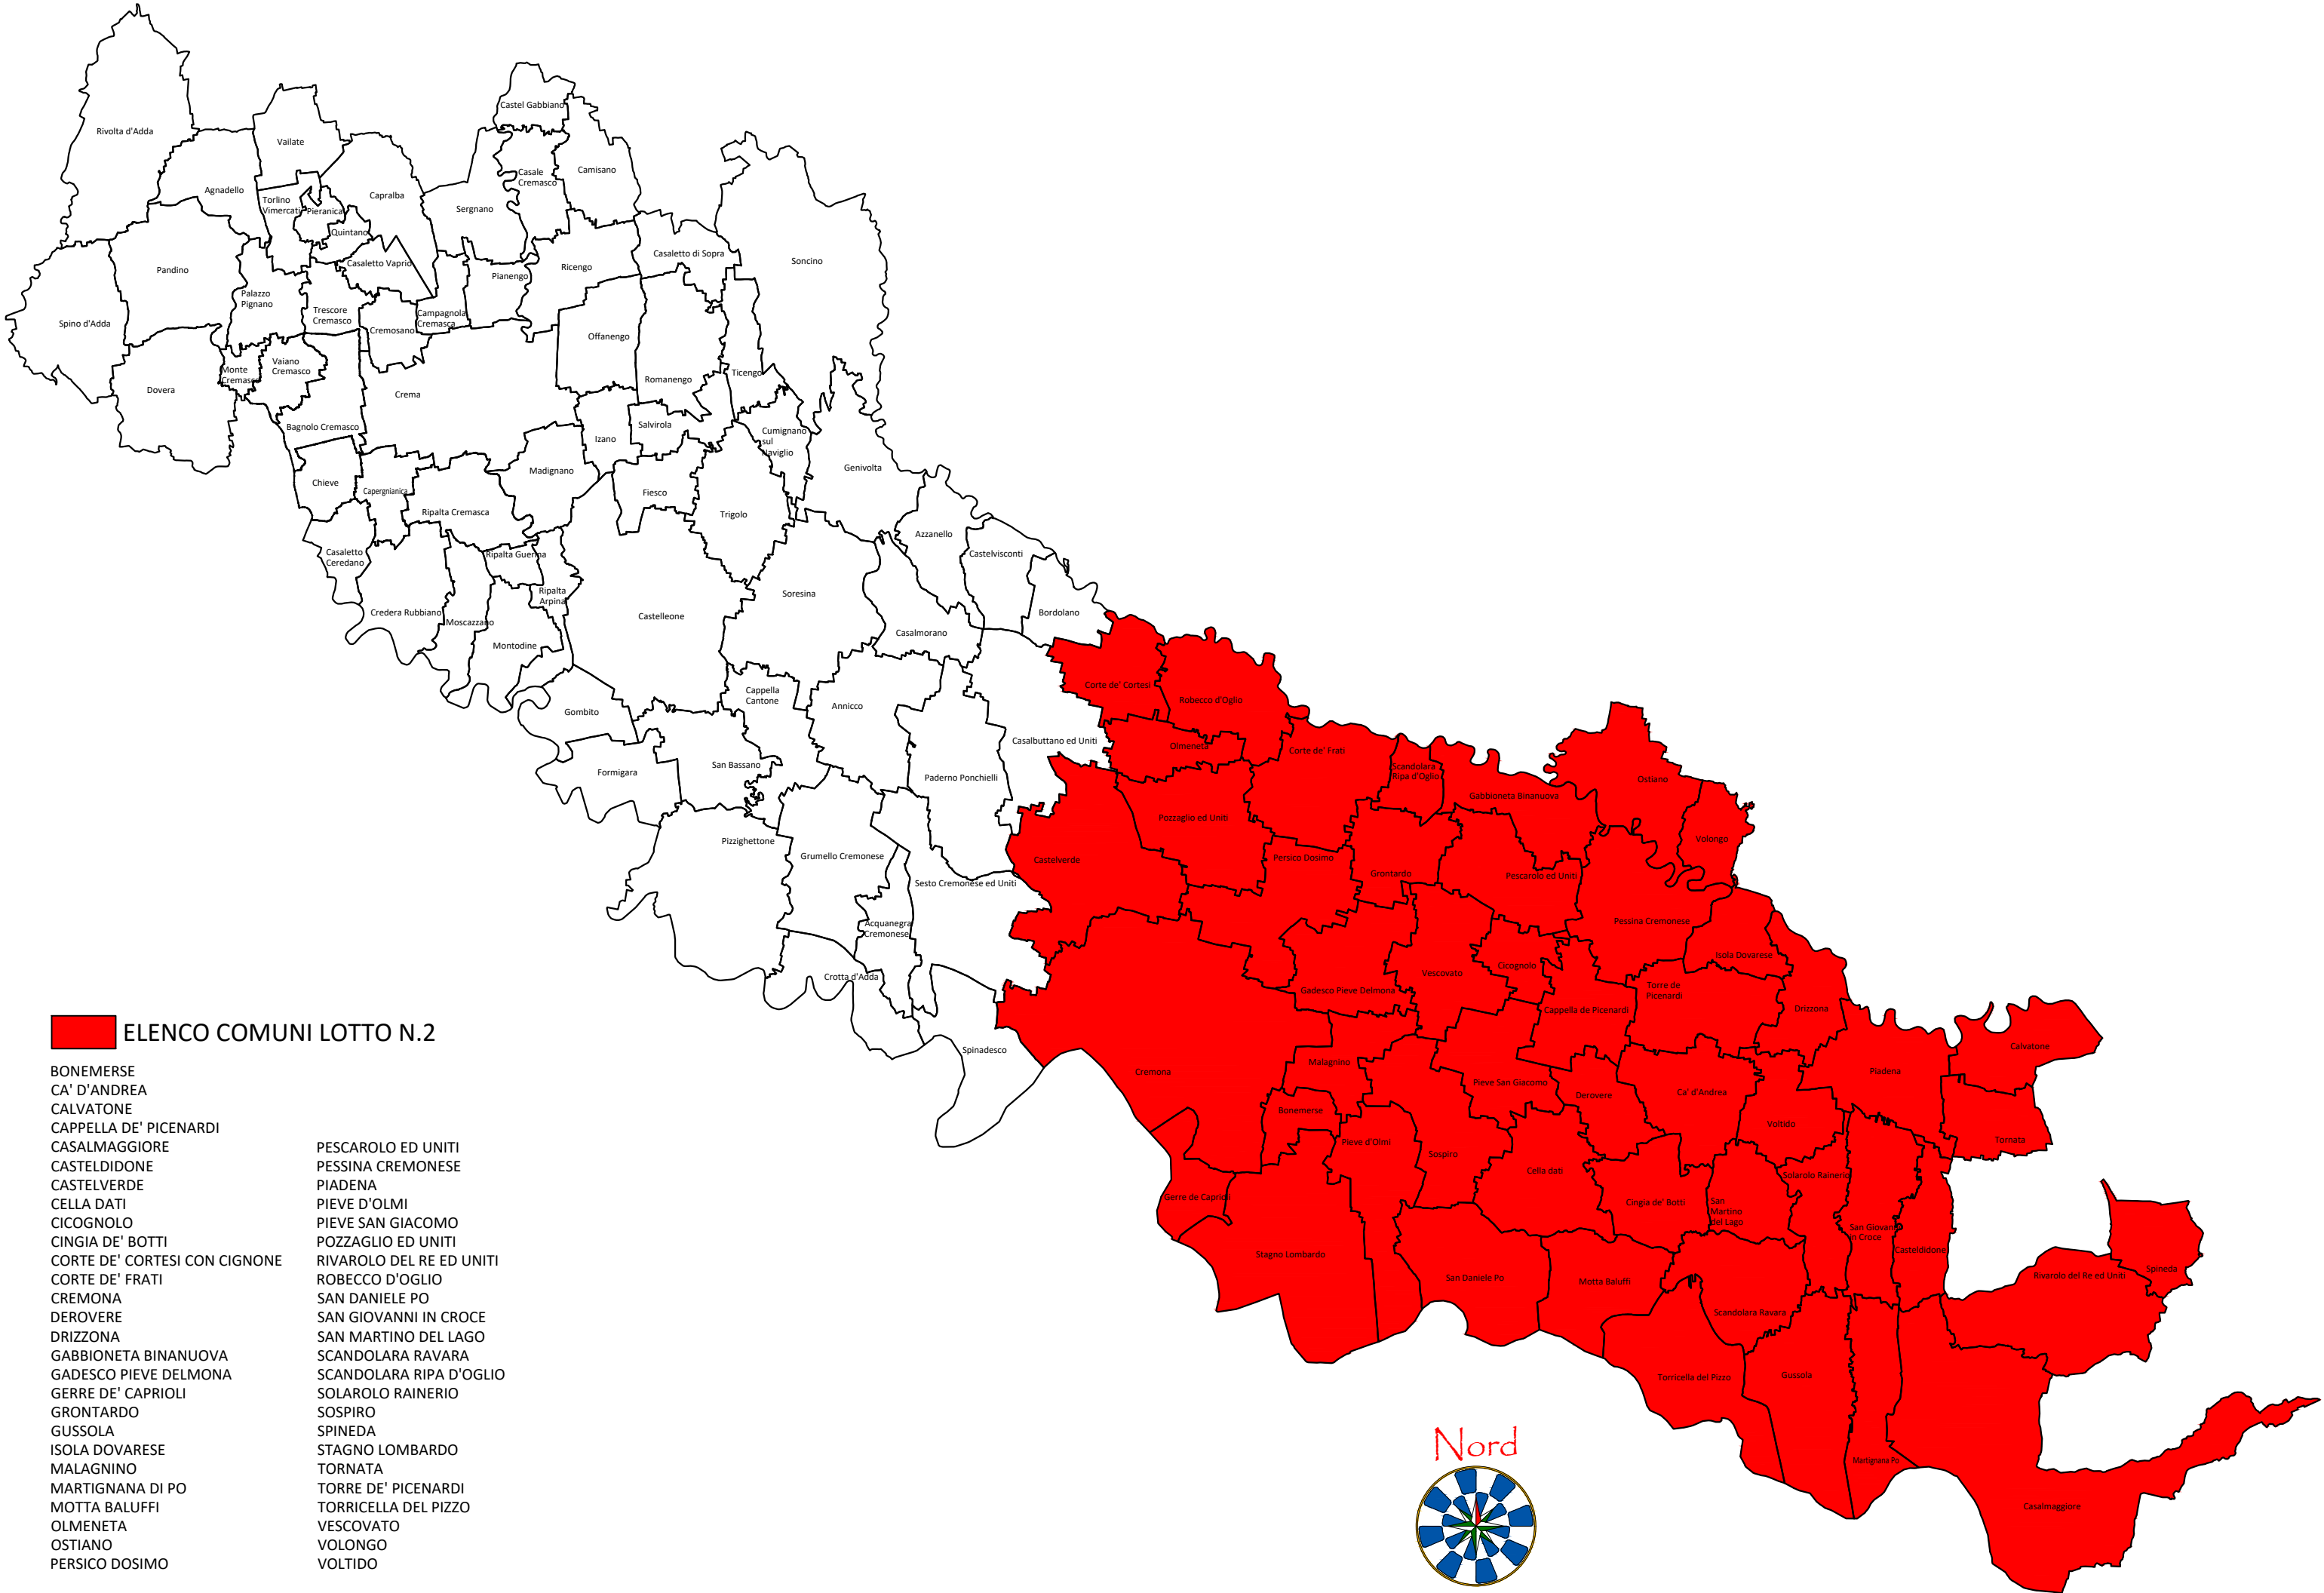 Rivolta d'Adda
Vailate
Castel Gabbiano
Agnadello
Torlino
Vimercati
Pieranica
Quintano
Capralba
Sergnano
Casale
Cremasco
Camisano
Casaletto Vaprio
Pandino
Palazzo
Pignano
Trescore
Cremasco
Cremosano
Campagnola
Cremasca
Pianengo
Ricengo
Casaletto di Sopra
Soncino
Spino d'Adda
Dovera
Monte
Cremasco
Vaiano
Cremasco
Crema
Offanengo
Romanengo
Ticengo
Bagnolo Cremasco
Izano
Salvirola
Cumignano
sul
Naviglio
Genivolta
Chieve
Capergnianica
Ripalta Cremasca
Madignano
Fiesco
Trigolo
Azzanello
Castelvisconti
Bordolano
Casaletto
Ceredano
Credera Rubbiano
Moscazzano
Ripalta Guerina
Ripalta
Arpina
Montodine
Castelleone
Soresina
Casalmorano
Gombito
Cappella
Cantone
Annicco
Casalbuttano ed Uniti
Formigara
San Bassano
Paderno Ponchielli
Pizzighettone
Grumello Cremonese
Sesto Cremonese ed Uniti
Acquanegra
Cremonese
Crotta d'Adda
Spinadesco
Corte de' Cortesi
Robecco d'Oglio
Olmeneta
Corte de' Frati
Scandolara
Ripa d'Oglio
Gabbioneta Binanuova
Ostiano
Volongo
Pozzaglio ed Uniti
Castelverde
Persico Dosimo
Grontardo
Pescarolo ed Uniti
Pessina Cremonese
Isola Dovarese
Vescovato
Cicognolo
Gadesco Pieve Delmona
Torre de
Picenardi
Cappella de Picenardi
Drizzona
Calvatone
Piadena
Tornata
Cremona
Malagnino
Pieve San Giacomo
Derovere
Ca' d'Andrea
Voltido
Bonemerse
Pieve d'Olmi
Sospiro
Cella dati
Cingia de' Botti
San
Martino
del Lago
Solarolo Rainerio
San Giovanni
in Croce
Casteldidone
Gerre de Caprioli
Stagno Lombardo
San Daniele Po
Motta Baluffi
Scandolara Ravara
Rivarolo del Re ed Uniti
Spineda
Torricella del Pizzo
Gussola
Martignana Po
Casalmaggiore
ELENCO COMUNI LOTTO N.2
BONEMERSE
CA' D'ANDREA
CALVATONE
CAPPELLA DE' PICENARDI
CASALMAGGIORE
CASTELDIDONE
CASTELVERDE
CELLA DATI
CICOGNOLO
CINGIA DE' BOTTI
CORTE DE' CORTESI CON CIGNONE
CORTE DE' FRATI
CREMONA
DEROVERE
DRIZZONA
GABBIONETA BINANUOVA
GADESCO PIEVE DELMONA
GERRE DE' CAPRIOLI
GRONTARDO
GUSSOLA
ISOLA DOVARESE
MALAGNINO
MARTIGNANA DI PO
MOTTA BALUFFI
OLMENETA
OSTIANO
PERSICO DOSIMO
PESCAROLO ED UNITI
PESSINA CREMONESE
PIADENA
PIEVE D'OLMI
PIEVE SAN GIACOMO
POZZAGLIO ED UNITI
RIVAROLO DEL RE ED UNITI
ROBECCO D'OGLIO
SAN DANIELE PO
SAN GIOVANNI IN CROCE
SAN MARTINO DEL LAGO
SCANDOLARA RAVARA
SCANDOLARA RIPA D'OGLIO
SOLAROLO RAINERIO
SOSPIRO
SPINEDA
STAGNO LOMBARDO
TORNATA
TORRE DE' PICENARDI
TORRICELLA DEL PIZZO
VESCOVATO
VOLONGO
VOLTIDO
Nord